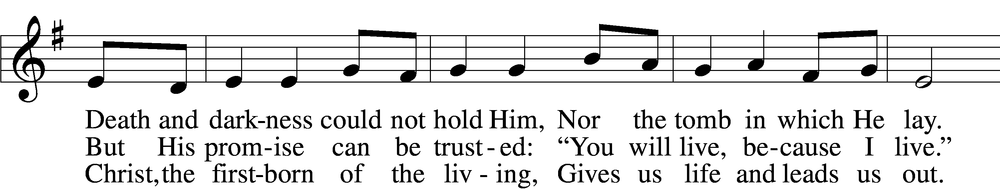 Death and dark-ness could not hold Him, Nor the tomb in which He lay.
But His prom-ise can be trust-ed: “You will live, be-cause I live.”
Christ, the first-born of the liv-ing, Gives us life and leads us out.